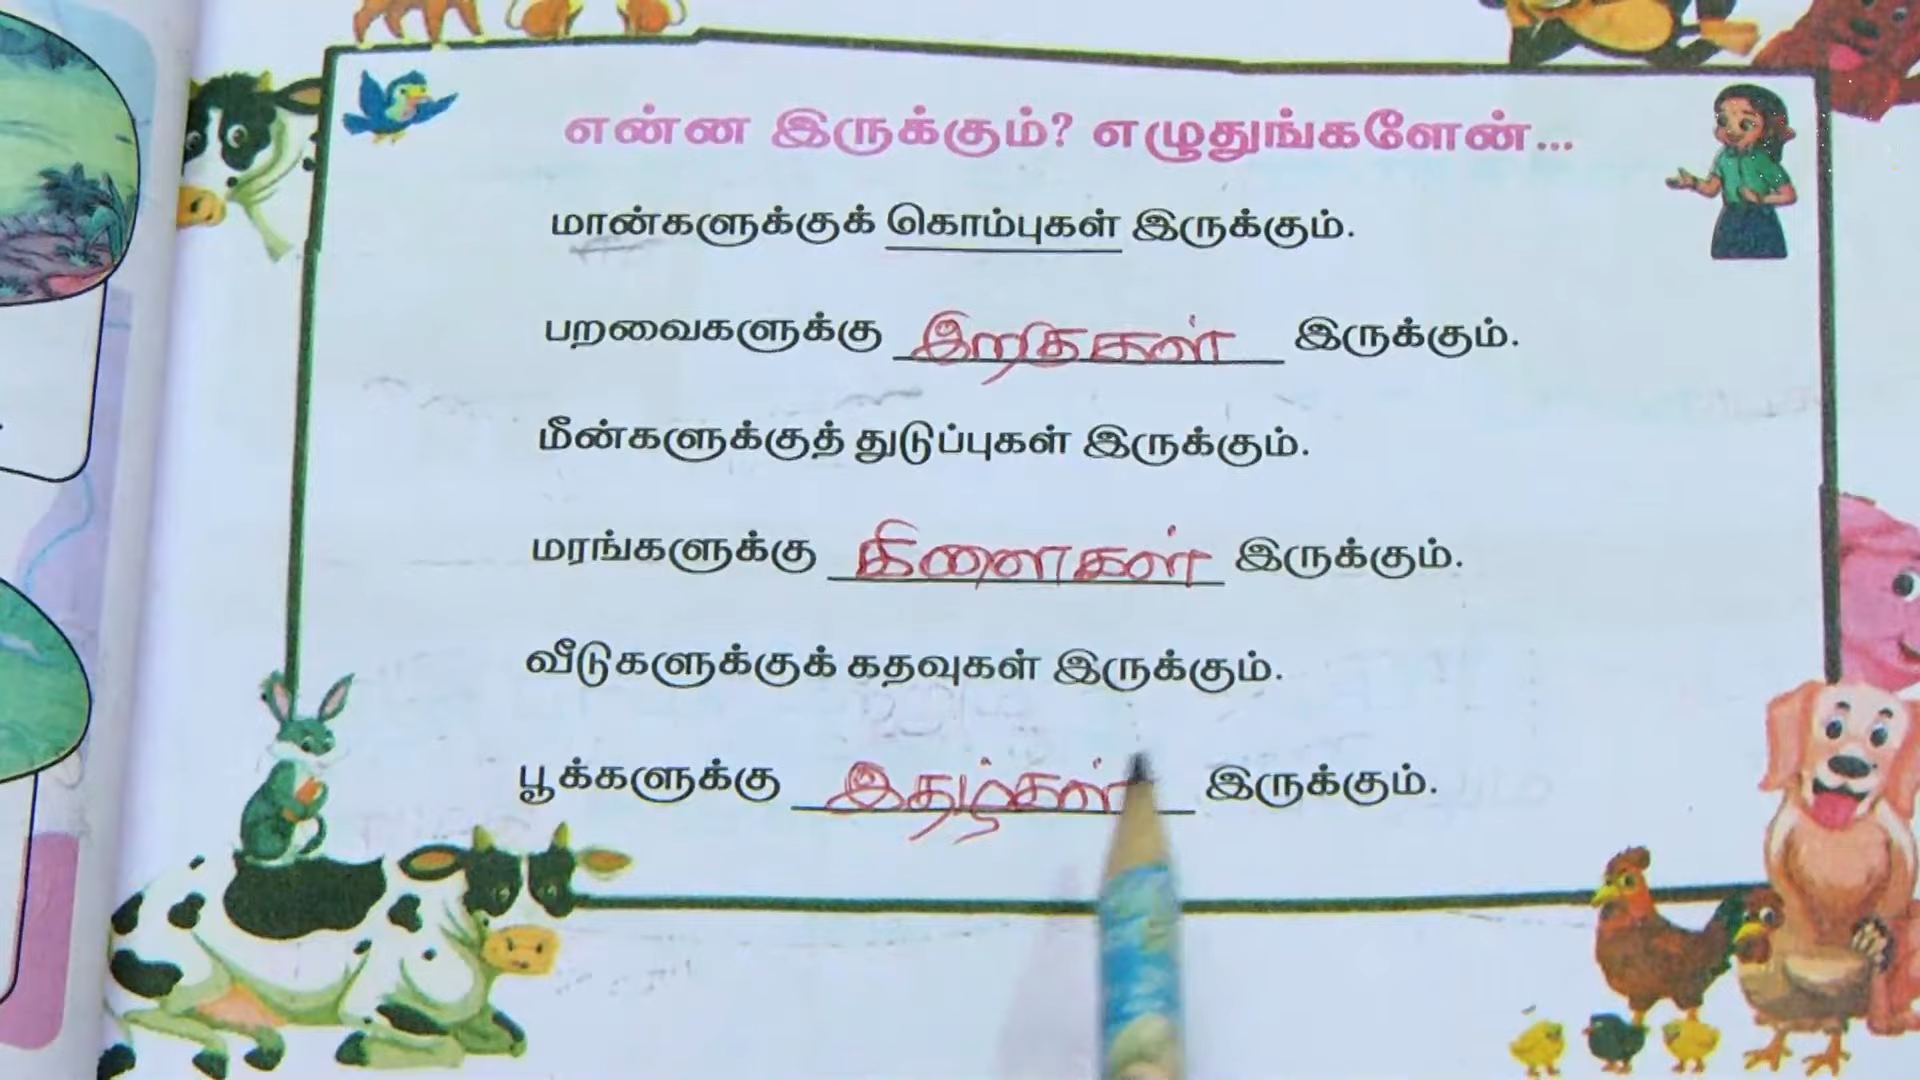 என்ன இருக்கும்? எழுதுங்களேன்...
மான்களுக்குக் கொம்புகள் இருக்கும்.
பறவைகளுக்கு இறகுகள் இருக்கும்.
மீன்களுக்குத் துடுப்புகள் இருக்கும்.
மரங்களுக்கு கிளைகள் இருக்கும்.
வீடுகளுக்குக் கதவுகள் இருக்கும்.
பூக்களுக்கு இதழ்கள் இருக்கும்.